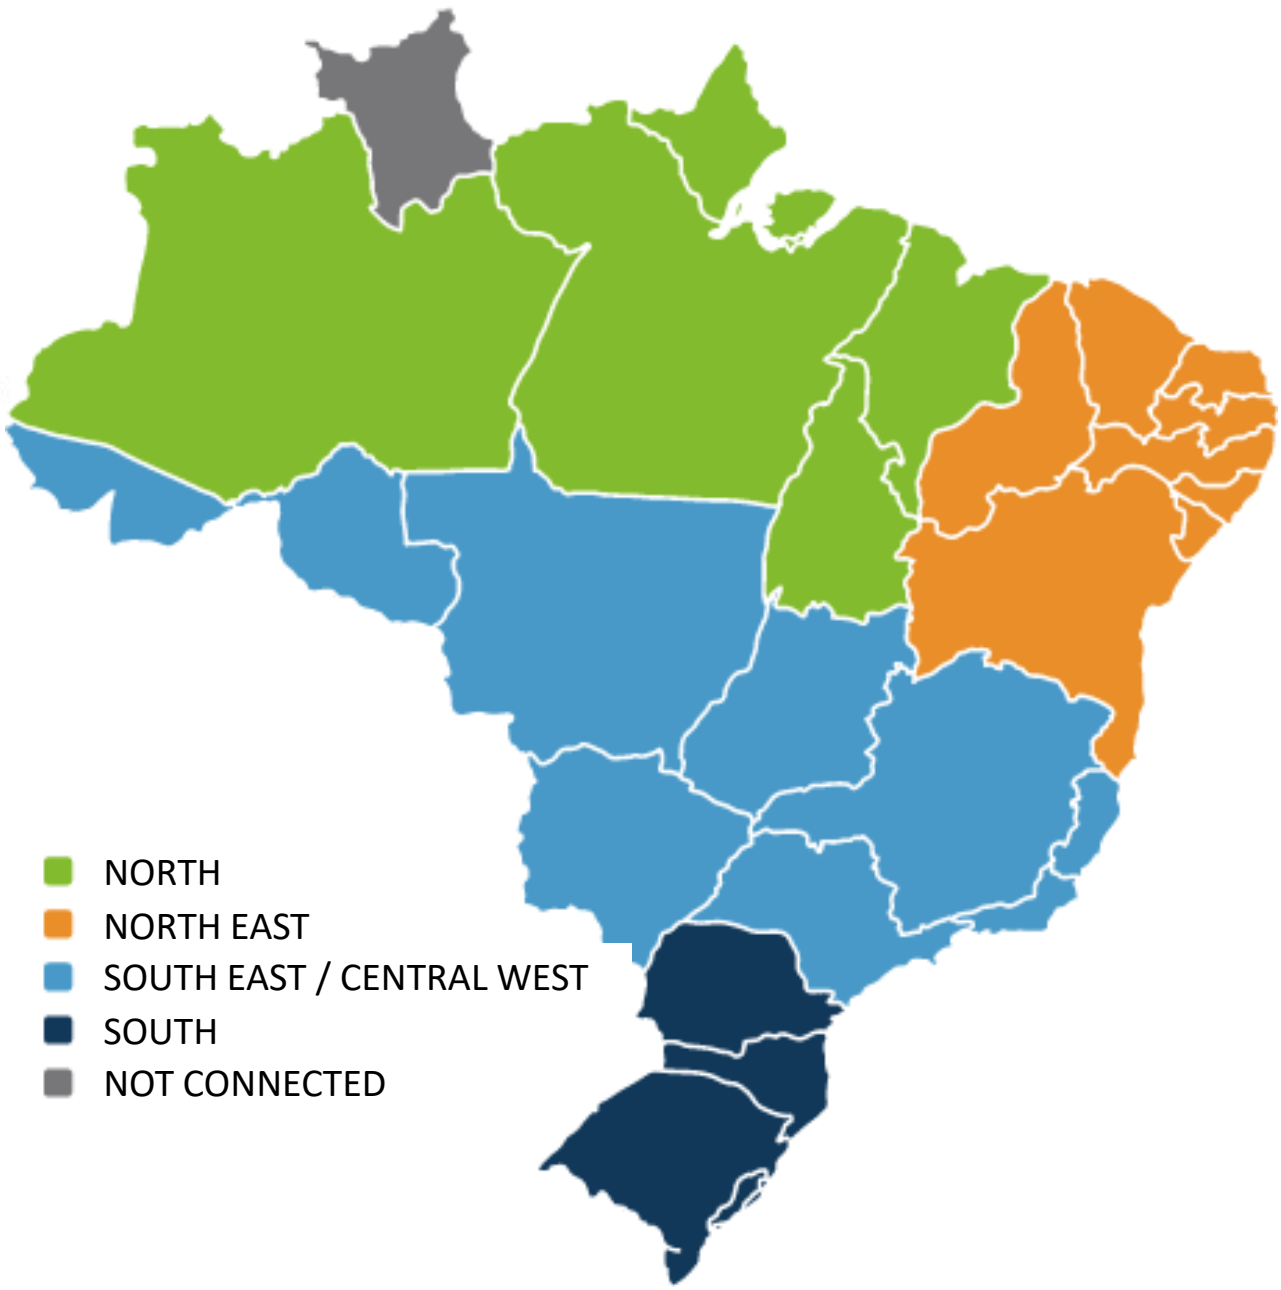 NORTH
NORTH EAST
SOUTH EAST / CENTRAL WEST
SOUTH
NOT CONNECTED